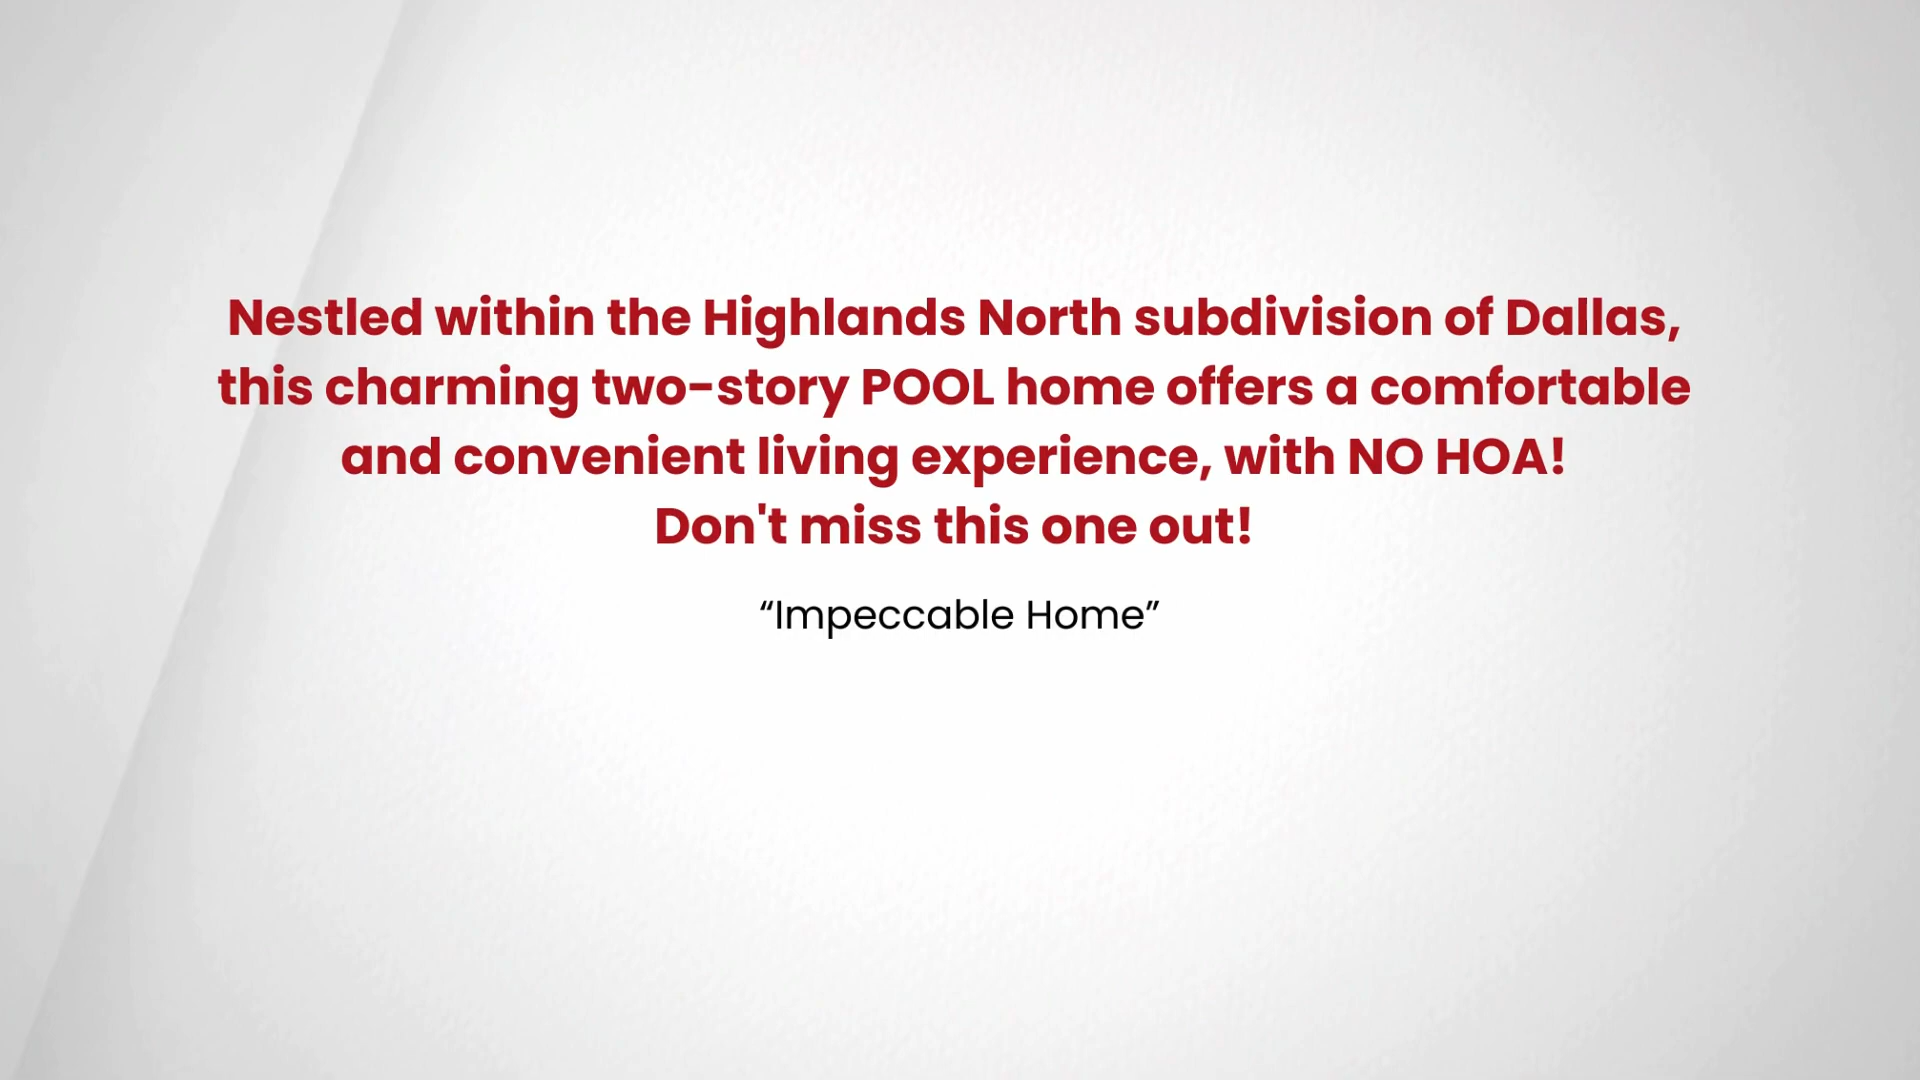 Nestled within the Highlands North subdivision of Dallas,
this charming two-story POOL home offers a comfortable
and convenient living experience, with NO HOA!
Don't miss this one out!
“Impeccable Home”